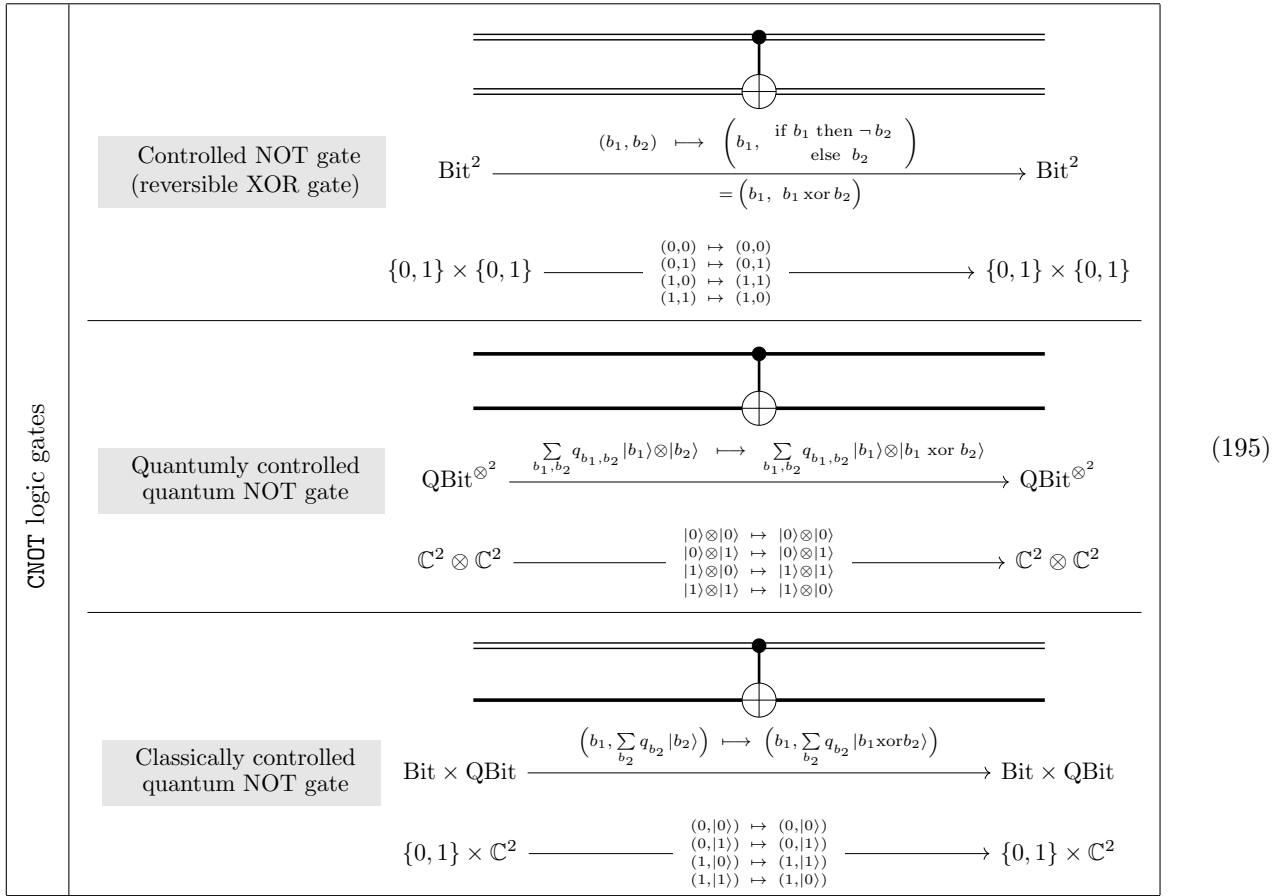 CNOT logic gates
Controlled NOT gate
(reversible XOR gate)
(b₁, b₂) ⟼ (b₁, if b₁ then ¬ b₂
else b₂)
Bit² ⟶ Bit²
= (b₁, b₁ xor b₂)
{0, 1} × {0, 1} ⟶ {0, 1} × {0, 1}
(0,0) ↦ (0,0)
(0,1) ↦ (0,1)
(1,0) ↦ (1,1)
(1,1) ↦ (1,0)
Quantumly controlled
quantum NOT gate
∑_{b₁,b₂} q_{b₁,b₂} |b₁⟩⊗|b₂⟩ ⟼ ∑_{b₁,b₂} q_{b₁,b₂} |b₁⟩⊗|b₁ xor b₂⟩
QBit^{⊗²} ⟶ QBit^{⊗²}
ℂ² ⊗ ℂ² ⟶ ℂ² ⊗ ℂ²
|0⟩⊗|0⟩ ↦ |0⟩⊗|0⟩
|0⟩⊗|1⟩ ↦ |0⟩⊗|1⟩
|1⟩⊗|0⟩ ↦ |1⟩⊗|1⟩
|1⟩⊗|1⟩ ↦ |1⟩⊗|0⟩
(195)
Classically controlled
quantum NOT gate
(b₁, ∑_{b₂} q_{b₂} |b₂⟩) ⟼ (b₁, ∑_{b₂} q_{b₂} |b₁xorb₂⟩)
Bit × QBit ⟶ Bit × QBit
{0, 1} × ℂ² ⟶ {0, 1} × ℂ²
(0,|0⟩) ↦ (0,|0⟩)
(0,|1⟩) ↦ (0,|1⟩)
(1,|0⟩) ↦ (1,|1⟩)
(1,|1⟩) ↦ (1,|0⟩)